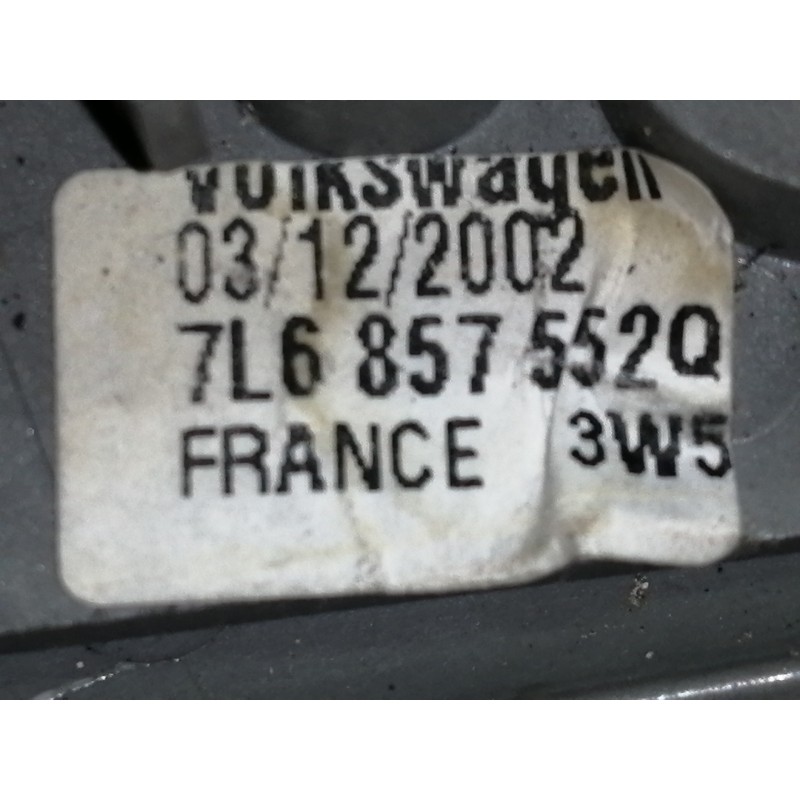 Volkswagen
03/12/2002
7L6 857 552Q
FRANCE 3W5